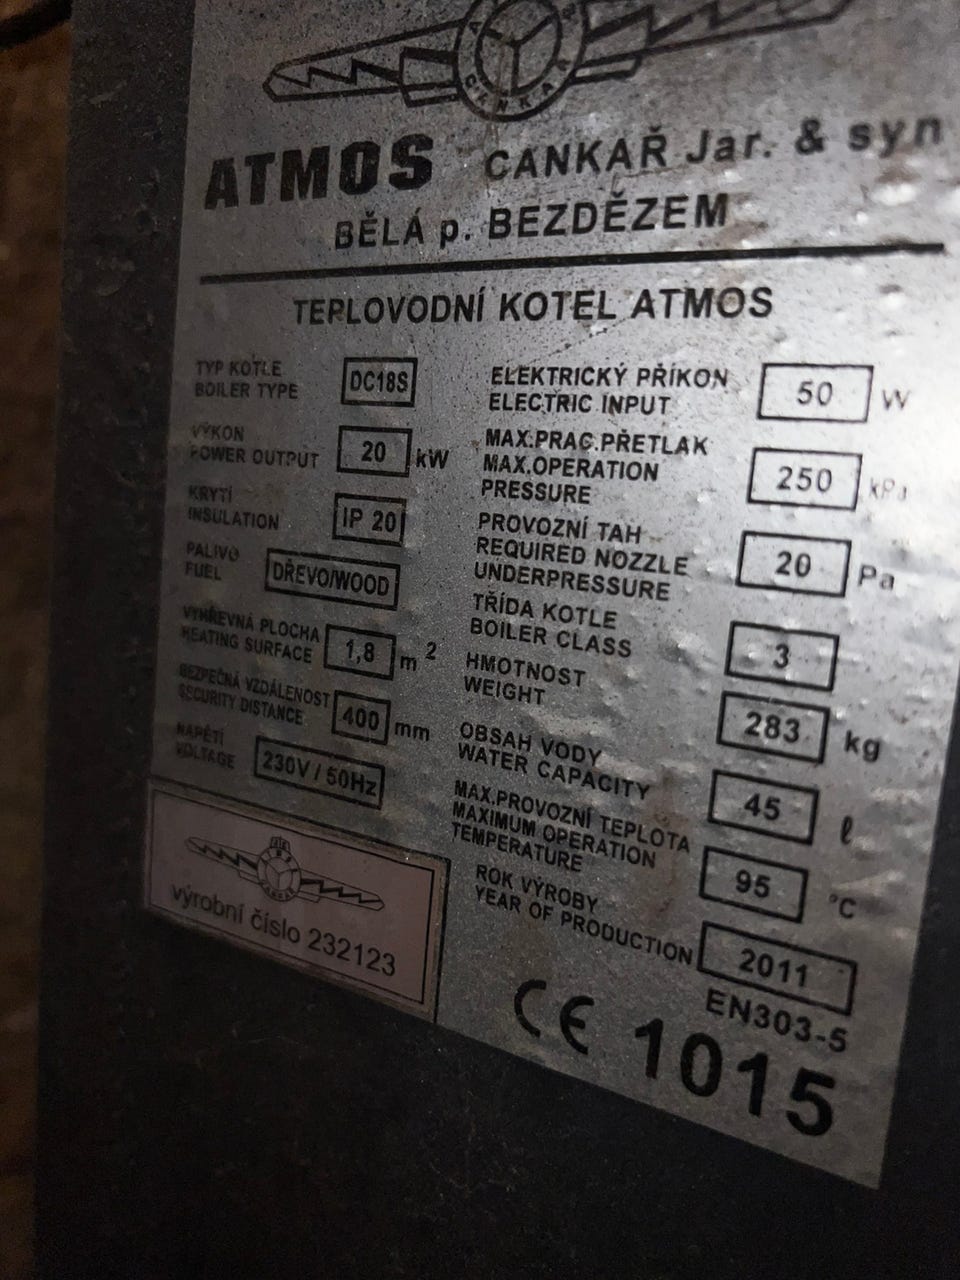 CANKAŘ
ATMOS CANKAŘ Jar. & syn
BĚLÁ p. BEZDĚZEM
TEPLOVODNÍ KOTEL ATMOS
TYP KOTLE
BOILER TYPE
DC18S
VÝKON
POWER OUTPUT
20 kW
KRYTÍ
INSULATION
IP 20
PALIVO
FUEL
DŘEVO/WOOD
VÝHŘEVNÁ PLOCHA
HEATING SURFACE
1,8 m 2
BEZPEČNÁ VZDÁLENOST
SECURITY DISTANCE
400 mm
NAPĚTÍ
VOLTAGE
230V / 50Hz
ELEKTRICKÝ PŘÍKON
ELECTRIC INPUT
50 W
MAX.PRAC.PŘETLAK
MAX.OPERATION
PRESSURE
250 kPa
PROVOZNÍ TAH
REQUIRED NOZZLE
UNDERPRESSURE
20 Pa
TŘÍDA KOTLE
BOILER CLASS
3
HMOTNOST
WEIGHT
283 kg
OBSAH VODY
WATER CAPACITY
45 ℓ
MAX.PROVOZNÍ TEPLOTA
MAXIMUM OPERATION
TEMPERATURE
95 °C
ROK VÝROBY
YEAR OF PRODUCTION
2011
EN303-5
CE 1015
výrobní číslo 232123